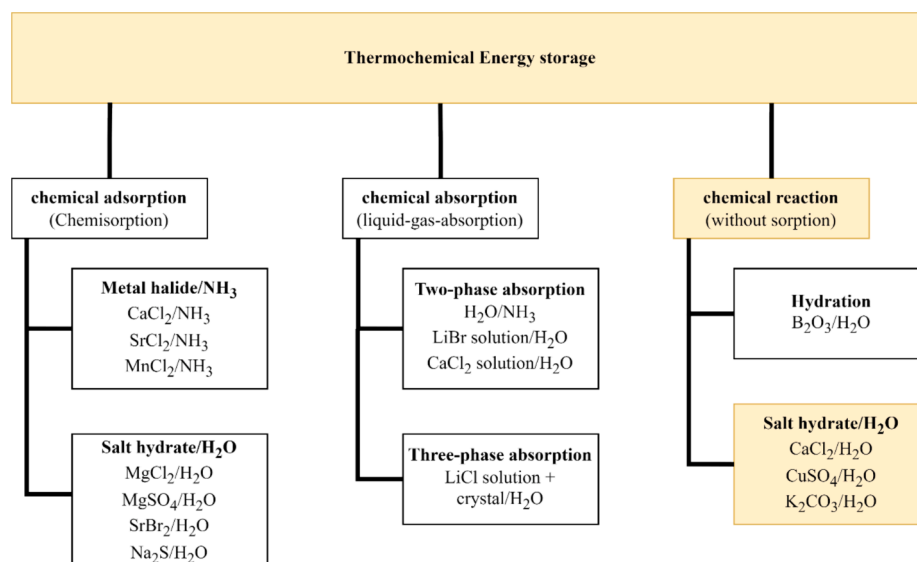 Thermochemical Energy storage
chemical adsorption
(Chemisorption)
Metal halide/NH₃
CaCl₂/NH₃
SrCl₂/NH₃
MnCl₂/NH₃
Salt hydrate/H₂O
MgCl₂/H₂O
MgSO₄/H₂O
SrBr₂/H₂O
Na₂S/H₂O
chemical absorption
(liquid-gas-absorption)
Two-phase absorption
H₂O/NH₃
LiBr solution/H₂O
CaCl₂ solution/H₂O
Three-phase absorption
LiCl solution +
crystal/H₂O
chemical reaction
(without sorption)
Hydration
B₂O₃/H₂O
Salt hydrate/H₂O
CaCl₂/H₂O
CuSO₄/H₂O
K₂CO₃/H₂O